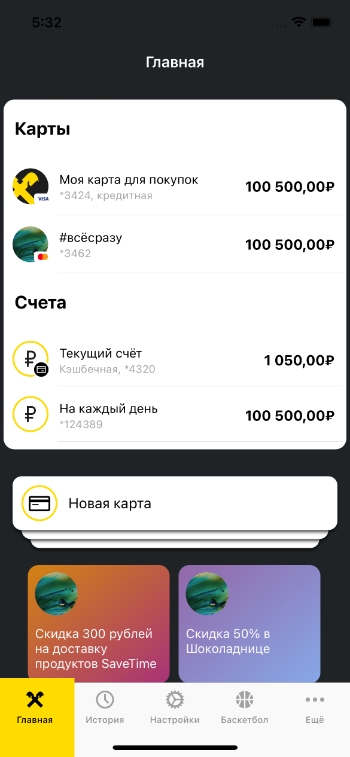 5:32
Главная
Карты
Моя карта для покупок
100 500,00₽
*3424, кредитная
VISA
#всёсразу
100 500,00₽
*3462
Счета
Текущий счёт
1 050,00₽
Кэшбечная, *4320
На каждый день
100 500,00₽
*124389
Новая карта
Скидка 300 рублей
на доставку
продуктов SaveTime
Скидка 50% в
Шоколаднице
Главная
История
Настройки
Баскетбол
Ещё